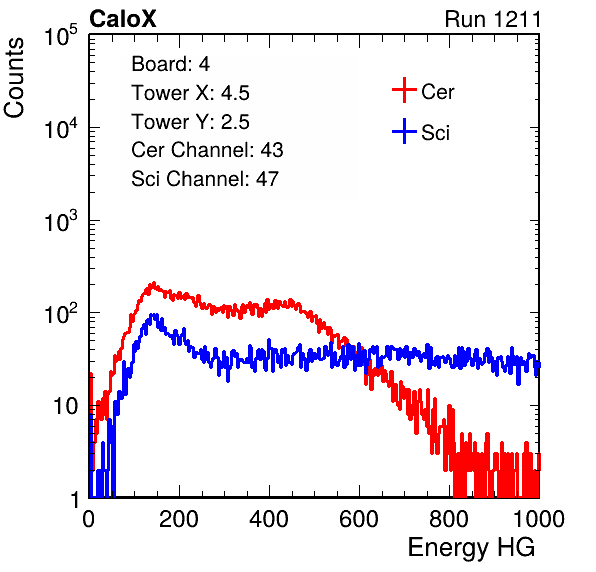 CaloX Run 1211
Counts
10^5
10^4
10^3
10^2
10
1
Board: 4
Tower X: 4.5
Tower Y: 2.5
Cer Channel: 43
Sci Channel: 47
Cer
Sci
0 200 400 600 800 1000
Energy HG